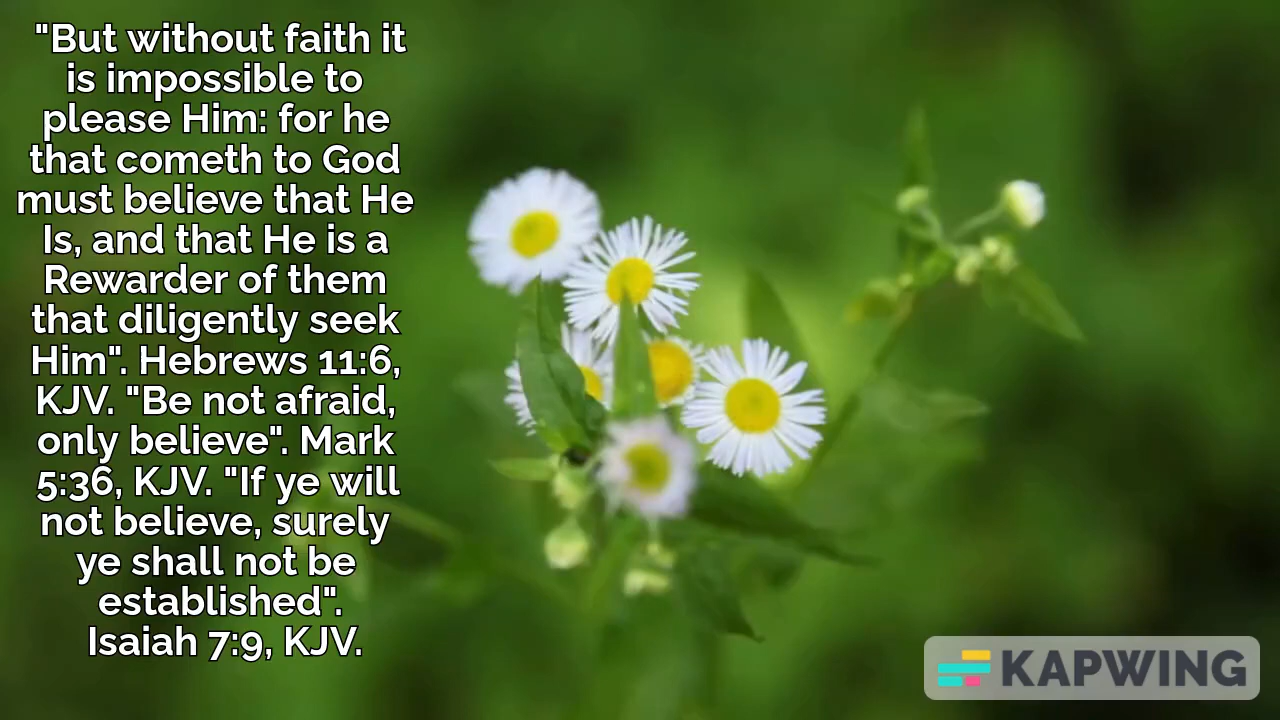 "But without faith it
is impossible to
please Him: for he
that cometh to God
must believe that He
Is, and that He is a
Rewarder of them
that diligently seek
Him". Hebrews 11:6,
KJV. "Be not afraid,
only believe". Mark
5:36, KJV. "If ye will
not believe, surely
ye shall not be
established".
Isaiah 7:9, KJV.
KAPWING